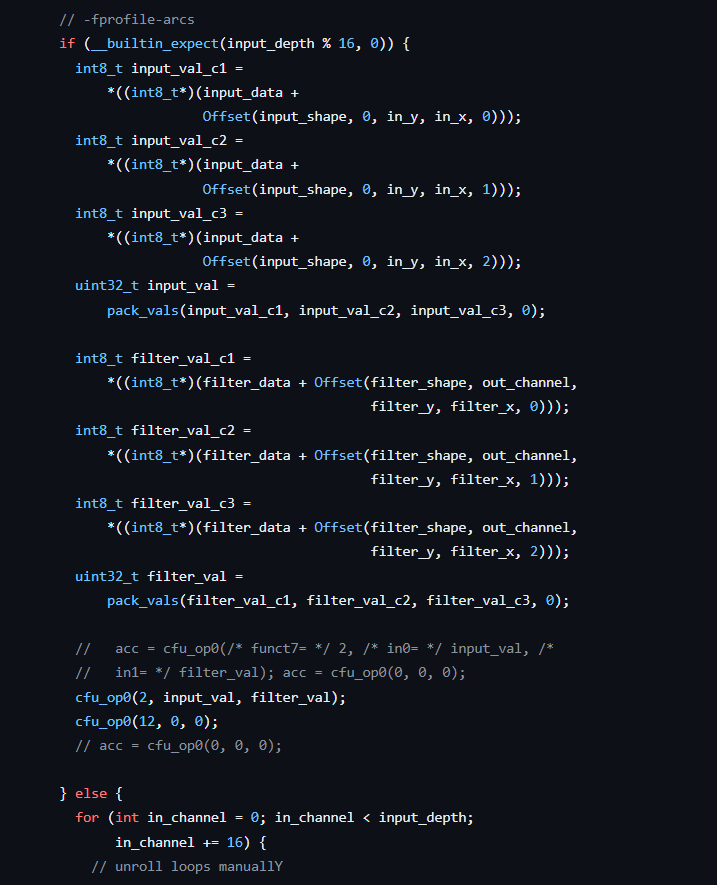 // -fprofile-arcs
if (__builtin_expect(input_depth % 16, 0)) {
int8_t input_val_c1 =
*((int8_t*)(input_data +
Offset(input_shape, 0, in_y, in_x, 0)));
int8_t input_val_c2 =
*((int8_t*)(input_data +
Offset(input_shape, 0, in_y, in_x, 1)));
int8_t input_val_c3 =
*((int8_t*)(input_data +
Offset(input_shape, 0, in_y, in_x, 2)));
uint32_t input_val =
pack_vals(input_val_c1, input_val_c2, input_val_c3, 0);
int8_t filter_val_c1 =
*((int8_t*)(filter_data + Offset(filter_shape, out_channel,
filter_y, filter_x, 0)));
int8_t filter_val_c2 =
*((int8_t*)(filter_data + Offset(filter_shape, out_channel,
filter_y, filter_x, 1)));
int8_t filter_val_c3 =
*((int8_t*)(filter_data + Offset(filter_shape, out_channel,
filter_y, filter_x, 2)));
uint32_t filter_val =
pack_vals(filter_val_c1, filter_val_c2, filter_val_c3, 0);
//   acc = cfu_op0(/* funct7= */ 2, /* in0= */ input_val, /*
//   in1= */ filter_val); acc = cfu_op0(0, 0, 0);
cfu_op0(2, input_val, filter_val);
cfu_op0(12, 0, 0);
// acc = cfu_op0(0, 0, 0);
} else {
for (int in_channel = 0; in_channel < input_depth;
in_channel += 16) {
// unroll loops manuallY